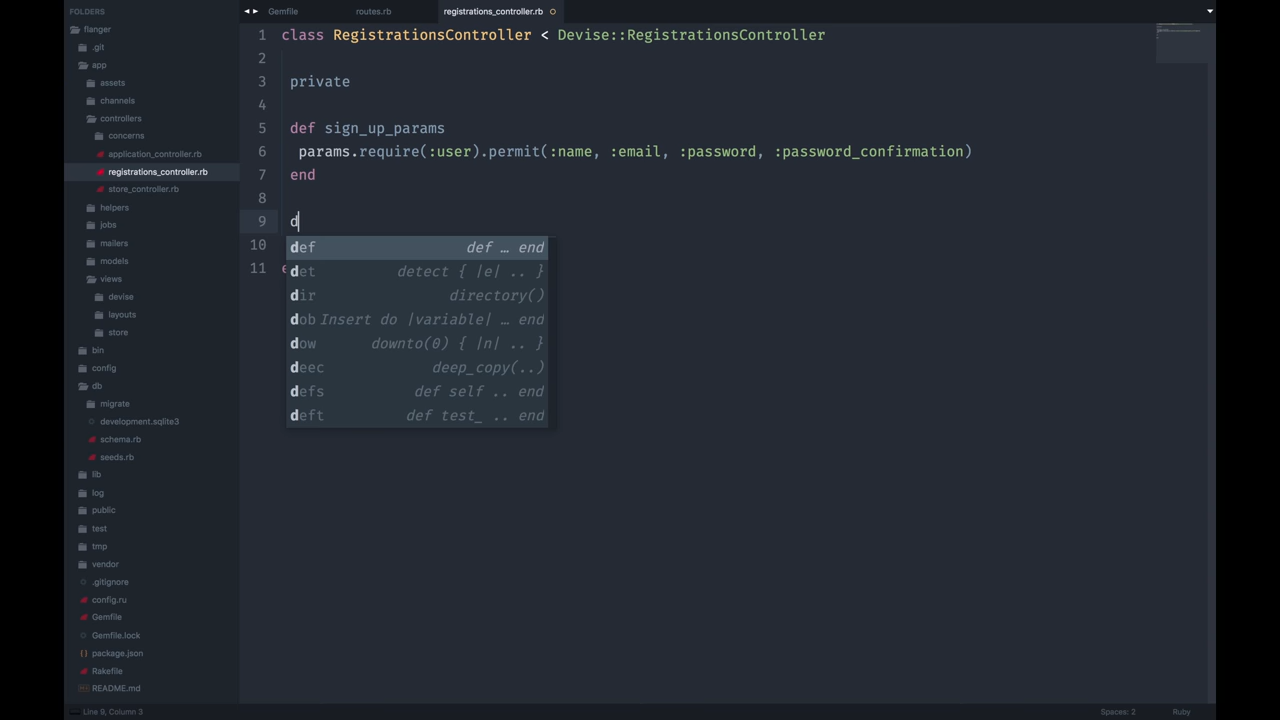 FOLDERS
flanger
.git
app
assets
channels
controllers
concerns
application_controller.rb
registrations_controller.rb
store_controller.rb
helpers
jobs
mailers
models
views
devise
layouts
store
bin
config
db
migrate
development.sqlite3
schema.rb
seeds.rb
lib
log
public
test
tmp
vendor
.gitignore
config.ru
Gemfile
Gemfile.lock
package.json
Rakefile
README.md
Gemfile routes.rb registrations_controller.rb
1 class RegistrationsController < Devise::RegistrationsController
2
3 private
4
5 def sign_up_params
6 params.require(:user).permit(:name, :email, :password, :password_confirmation)
7 end
8
9 d
10
11 e
def def … end
det detect { |e| .. }
dir directory()
dob Insert do |variable| … end
dow downto(0) { |n| .. }
deec deep_copy(..)
defs def self .. end
deft def test_ .. end
Line 9, Column 3 Spaces: 2 Ruby